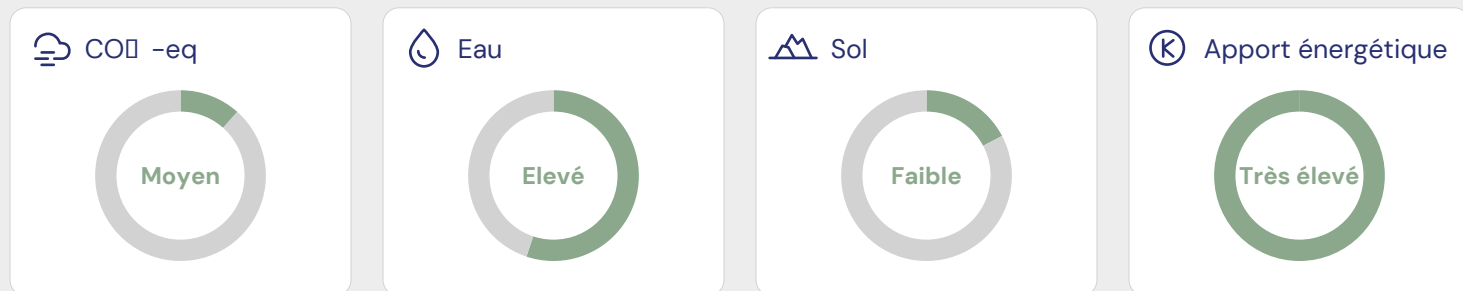 CO▯ -eq
Moyen
Eau
Elevé
Sol
Faible
Apport énergétique
Très élevé